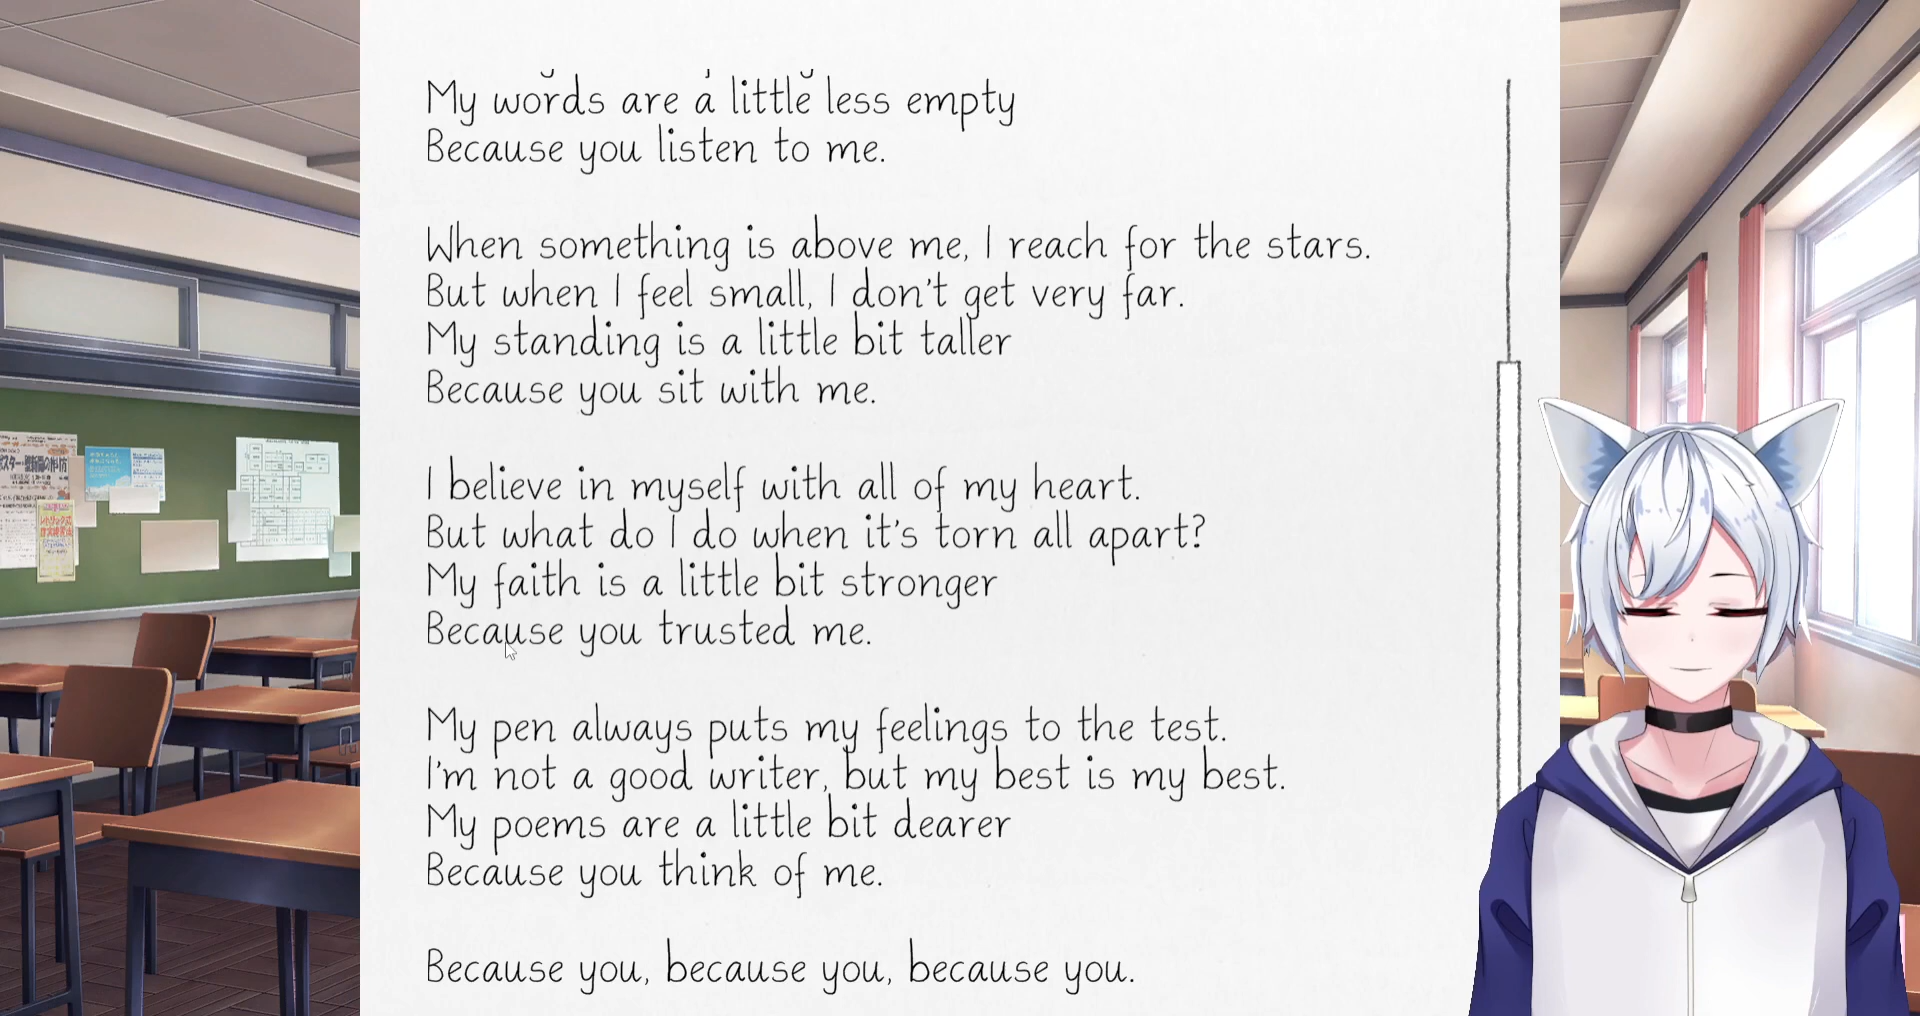 My words are a little less empty
Because you listen to me.
When something is above me, I reach for the stars.
But when I feel small, I don't get very far.
My standing is a little bit taller
Because you sit with me.
I believe in myself with all of my heart.
But what do I do when it's torn all apart?
My faith is a little bit stronger
Because you trusted me.
My pen always puts my feelings to the test.
I'm not a good writer, but my best is my best.
My poems are a little bit dearer
Because you think of me.
Because you, because you, because you.